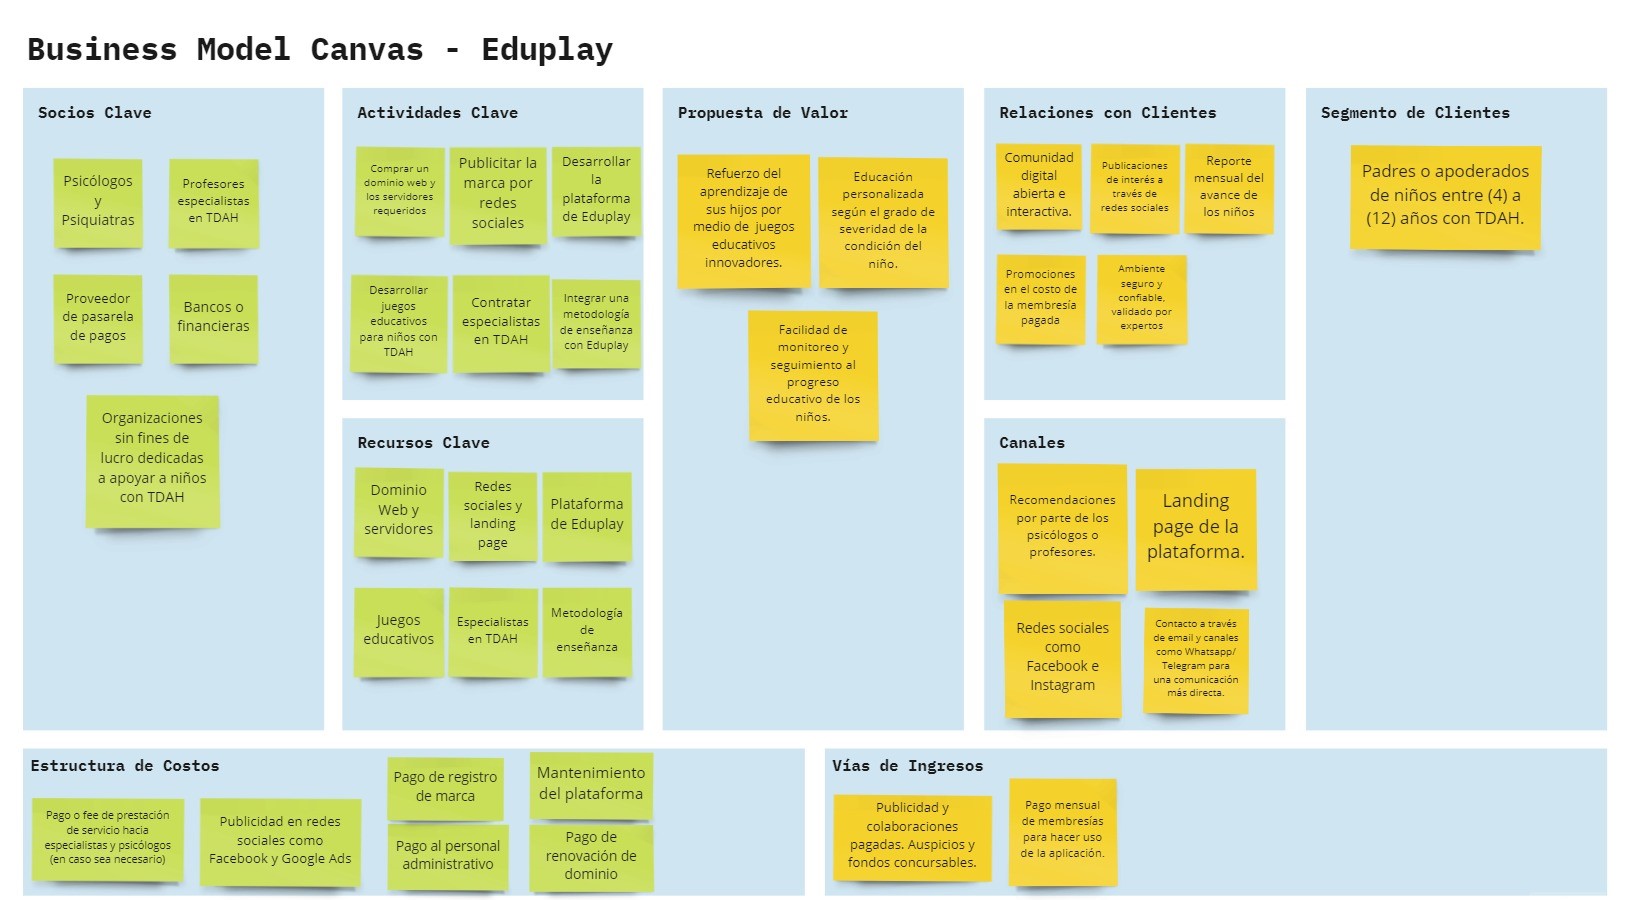 Business Model Canvas - Eduplay
Socios Clave
Psicólogos
y
Psiquiatras
Profesores
especialistas
en TDAH
Proveedor
de pasarela
de pagos
Bancos o
financieras
Organizaciones
sin fines de
lucro dedicadas
a apoyar a niños
con TDAH
Actividades Clave
Comprar un
dominio web y
los servidores
requeridos
Publicitar la
marca por
redes
sociales
Desarrollar
la
plataforma
de Eduplay
Desarrollar
juegos
educativos
para niños con
TDAH
Contratar
especialistas
en TDAH
Integrar una
metodología
de enseñanza
con Eduplay
Recursos Clave
Dominio
Web y
servidores
Redes
sociales y
landing
page
Plataforma
de Eduplay
Juegos
educativos
Especialistas
en TDAH
Metodología
de
enseñanza
Propuesta de Valor
Refuerzo del
aprendizaje de
sus hijos por
medio de juegos
educativos
innovadores.
Educación
personalizada
según el grado de
severidad de la
condición del
niño.
Facilidad de
monitoreo y
seguimiento al
progreso
educativo de los
niños.
Relaciones con Clientes
Comunidad
digital
abierta e
interactiva.
Publicaciones
de interés a
través de
redes sociales
Reporte
mensual del
avance de
los niños
Promociones
en el costo de
la membresía
pagada
Ambiente
seguro y
confiable,
validado por
expertos
Canales
Recomendaciones
por parte de los
psicólogos o
profesores.
Landing
page de la
plataforma.
Redes sociales
como
Facebook e
Instagram
Contacto a través
de email y canales
como Whatsapp/
Telegram para
una comunicación
más directa.
Segmento de Clientes
Padres o apoderados
de niños entre (4) a
(12) años con TDAH.
Estructura de Costos
Pago o fee de prestación
de servicio hacia
especialistas y psicólogos
(en caso sea necesario)
Publicidad en redes
sociales como
Facebook y Google Ads
Pago de registro
de marca
Pago al personal
administrativo
Mantenimiento
del plataforma
Pago de
renovación de
dominio
Vías de Ingresos
Publicidad y
colaboraciones
pagadas. Auspicios y
fondos concursables.
Pago mensual
de membresías
para hacer uso
de la aplicación.